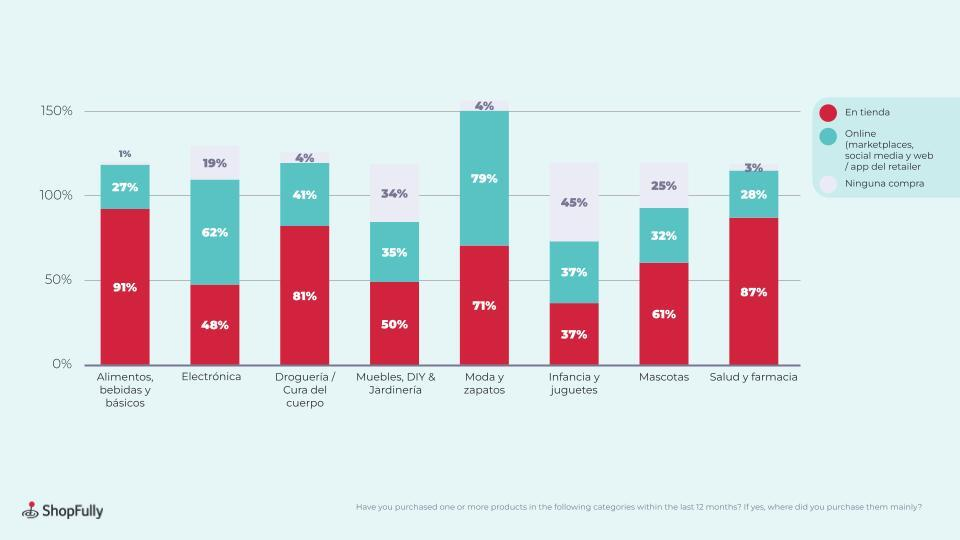 150%
100%
50%
0%
1%
27%
91%
19%
62%
48%
4%
41%
81%
34%
35%
50%
4%
79%
71%
45%
37%
37%
25%
32%
61%
3%
28%
87%
Alimentos,
bebidas y
básicos
Electrónica
Droguería /
Cura del
cuerpo
Muebles, DIY &
Jardinería
Moda y
zapatos
Infancia y
juguetes
Mascotas
Salud y farmacia
En tienda
Online
(marketplaces,
social media y web
/ app del retailer
Ninguna compra
ShopFully
Have you purchased one or more products in the following categories within the last 12 months? If yes, where did you purchase them mainly?